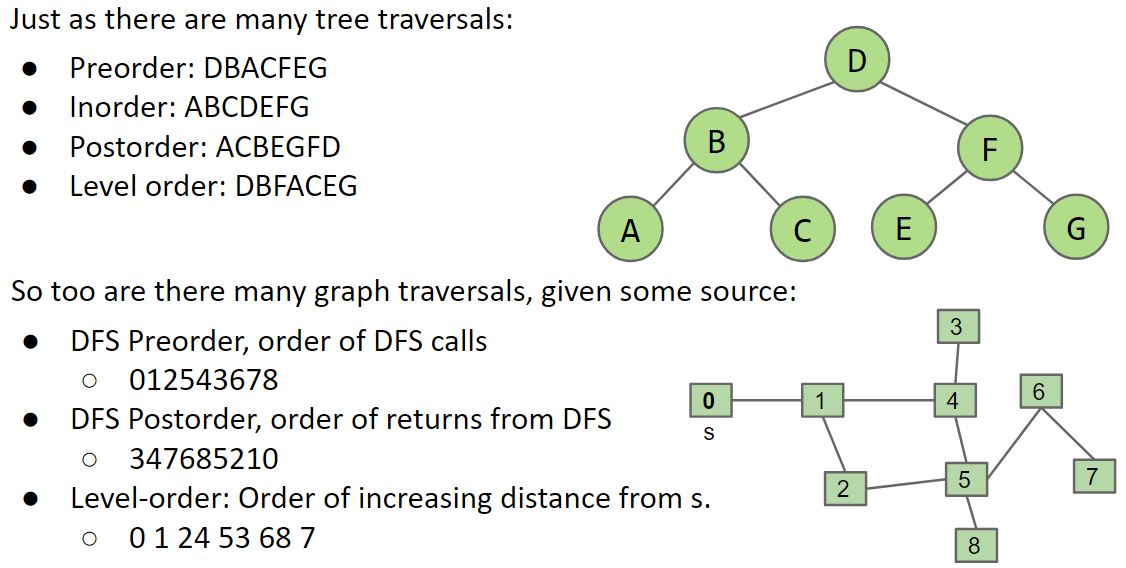 Just as there are many tree traversals:
● Preorder: DBACFEG
● Inorder: ABCDEFG
● Postorder: ACBEGFD
● Level order: DBFACEG
D
B
F
A
C
E
G
So too are there many graph traversals, given some source:
● DFS Preorder, order of DFS calls
○ 012543678
● DFS Postorder, order of returns from DFS
○ 347685210
● Level-order: Order of increasing distance from s.
○ 0 1 24 53 68 7
3
6
0
1
4
s
5
7
2
8